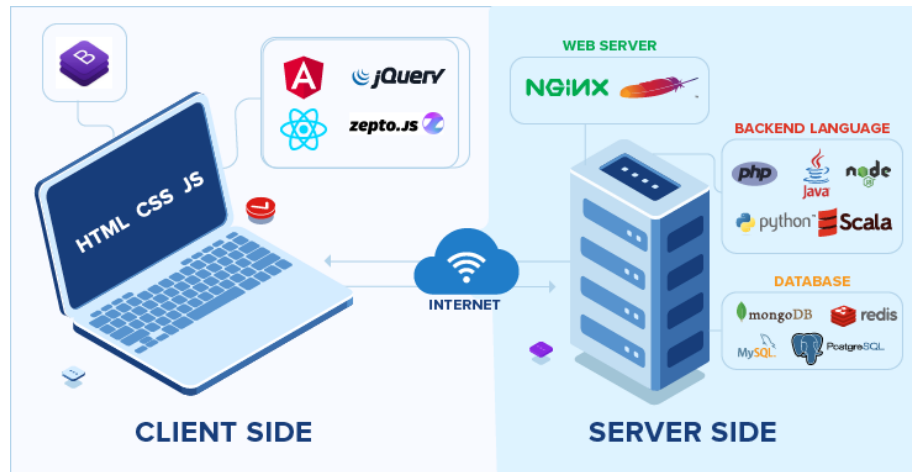 B
jQuery
zepto.JS
HTML CSS JS
INTERNET
CLIENT SIDE
WEB SERVER
NGiNX
BACKEND LANGUAGE
php
Java
node
JS
python
Scala
DATABASE
mongoDB
redis
MySQL
PostgreSQL
SERVER SIDE